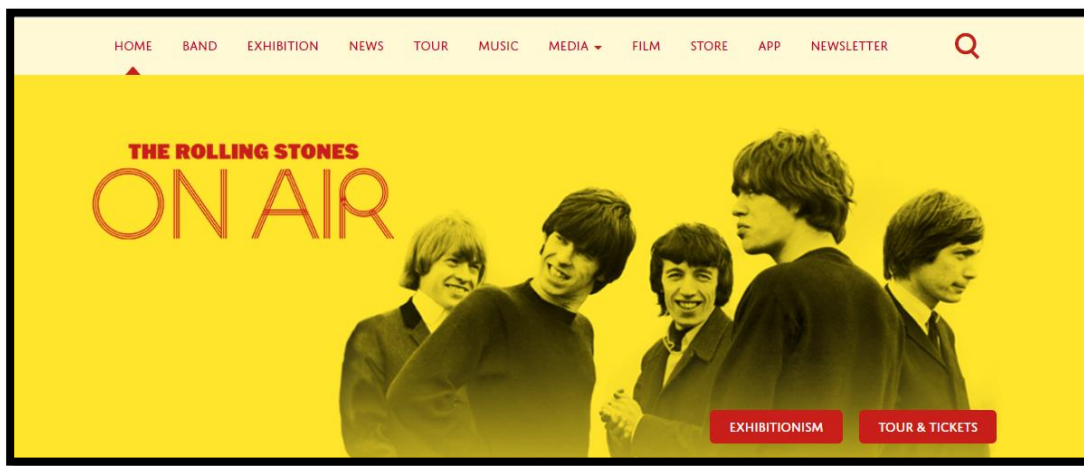 HOME BAND EXHIBITION NEWS TOUR MUSIC MEDIA FILM STORE APP NEWSLETTER
THE ROLLING STONES
ON AIR
EXHIBITIONISM TOUR & TICKETS